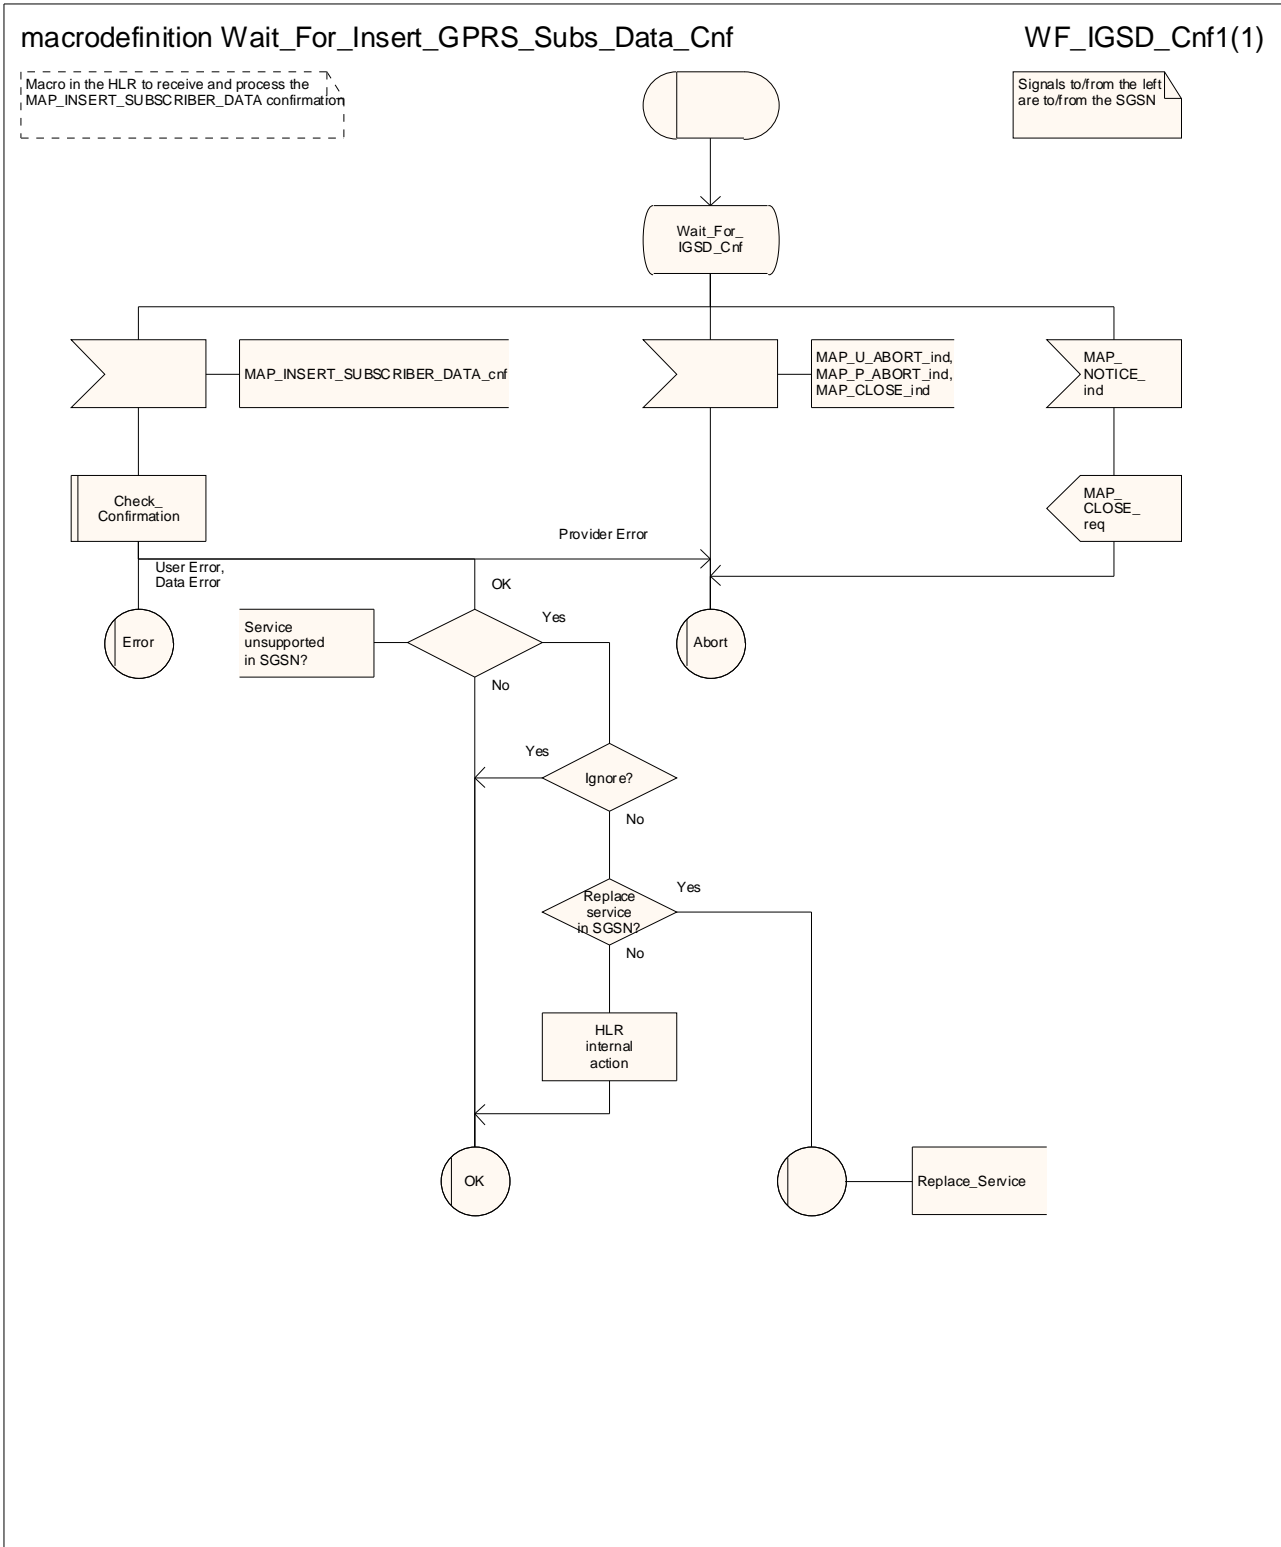 macrodefinition Wait_For_Insert_GPRS_Subs_Data_Cnf
WF_IGSD_Cnf1(1)
Macro in the HLR to receive and process the
MAP_INSERT_SUBSCRIBER_DATA confirmation
Signals to/from the left
are to/from the SGSN
Wait_For_
IGSD_Cnf
MAP_INSERT_SUBSCRIBER_DATA_cnf
MAP_U_ABORT_ind,
MAP_P_ABORT_ind,
MAP_CLOSE_ind
MAP_
NOTICE_
ind
Check_
Confirmation
MAP_
CLOSE_
req
Provider Error
User Error,
Data Error
OK
Error
Service
unsupported
in SGSN?
Yes
No
Abort
Yes
Ignore?
No
Replace
service
in SGSN?
Yes
No
HLR
internal
action
OK
Replace_Service